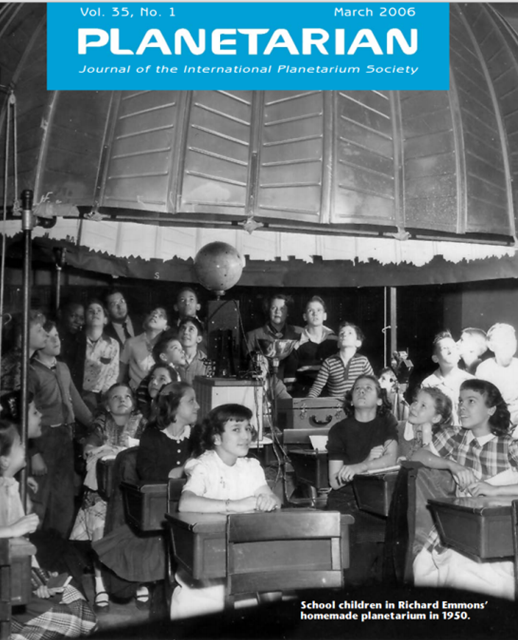 Vol. 35, No. 1 March 2006
PLANETARIAN
Journal of the International Planetarium Society
School children in Richard Emmons'
homemade planetarium in 1950.